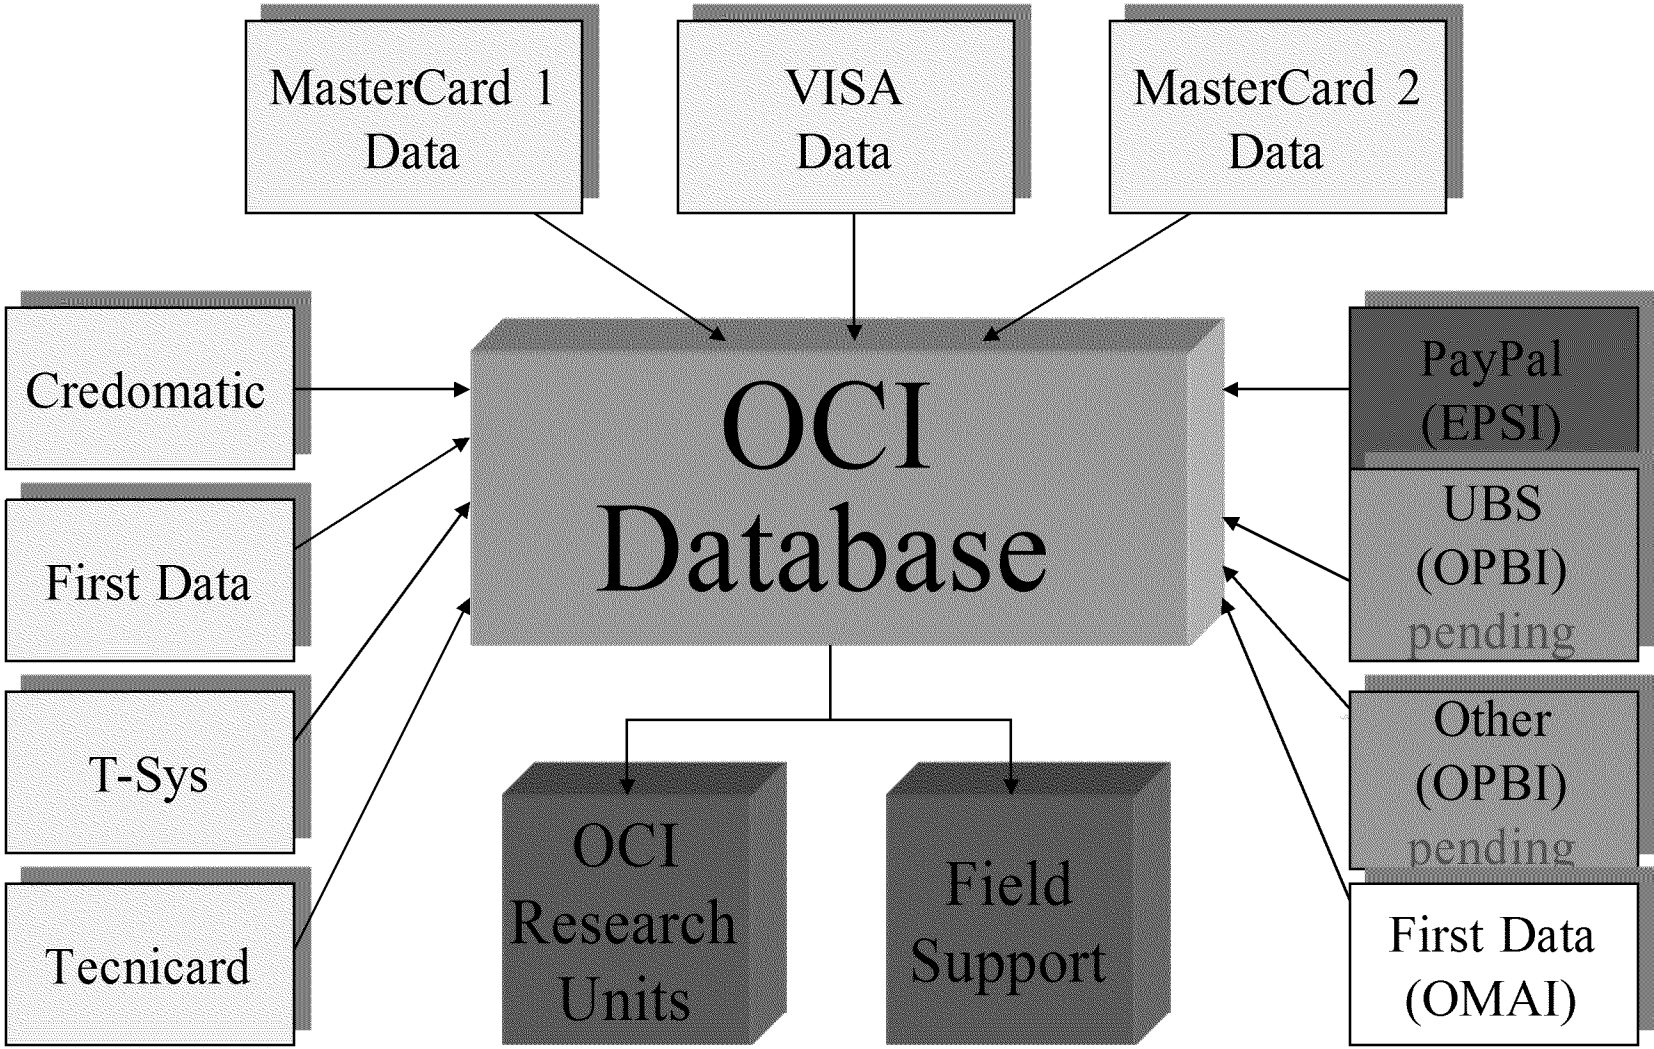 MasterCard 1
Data
VISA
Data
MasterCard 2
Data
Credomatic
First Data
T-Sys
Tecnicard
OCI
Database
PayPal
(EPSI)
UBS
(OPBI)
pending
Other
(OPBI)
pending
First Data
(OMAI)
OCI
Research
Units
Field
Support